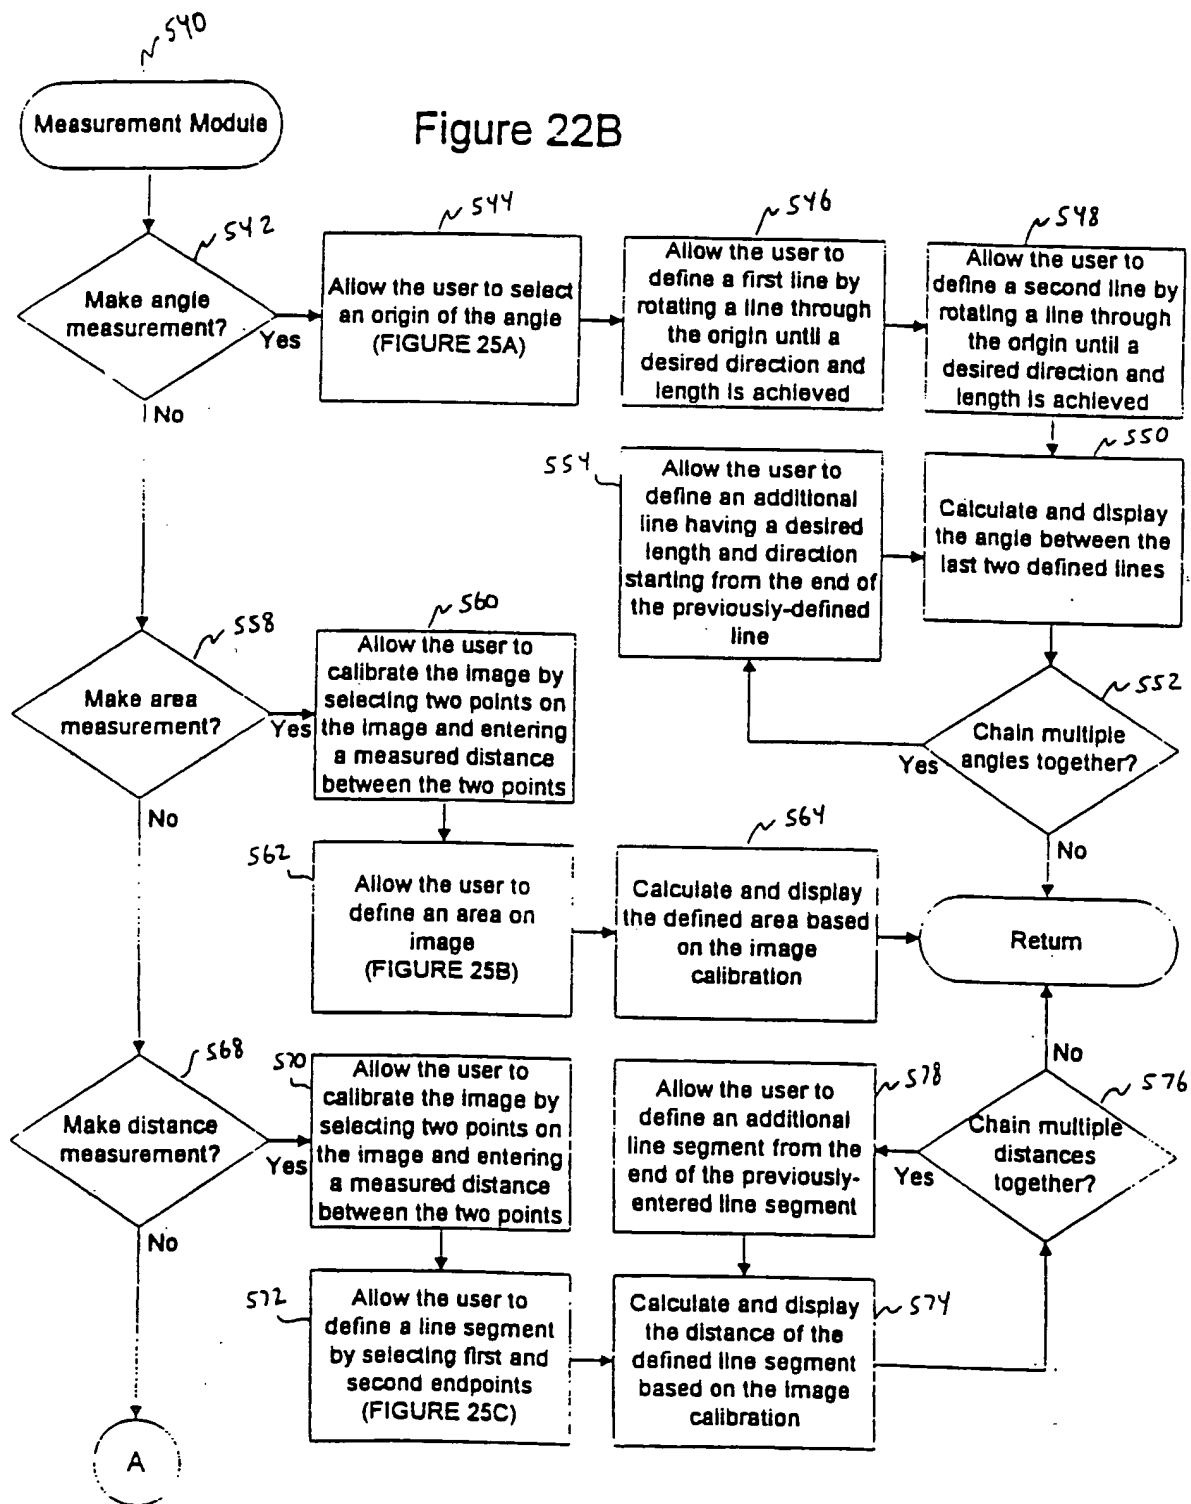 540
Measurement Module
Figure 22B
542
Make angle
measurement?
Yes
No
544
Allow the user to select
an origin of the angle
(FIGURE 25A)
546
Allow the user to
define a first line by
rotating a line through
the origin until a
desired direction and
length is achieved
548
Allow the user to
define a second line by
rotating a line through
the origin until a
desired direction and
length is achieved
550
Calculate and display
the angle between the
last two defined lines
554
Allow the user to
define an additional
line having a desired
length and direction
starting from the end of
the previously-defined
line
552
Chain multiple
angles together?
Yes
No
558
Make area
measurement?
Yes
No
560
Allow the user to
calibrate the image by
selecting two points on
the image and entering
a measured distance
between the two points
562
Allow the user to
define an area on
image
(FIGURE 25B)
564
Calculate and display
the defined area based
on the image
calibration
Return
568
Make distance
measurement?
Yes
No
570
Allow the user to
calibrate the image by
selecting two points on
the image and entering
a measured distance
between the two points
572
Allow the user to
define a line segment
by selecting first and
second endpoints
(FIGURE 25C)
574
Calculate and display
the distance of the
defined line segment
based on the image
calibration
576
Chain multiple
distances
together?
No
Yes
578
Allow the user to
define an additional
line segment from the
end of the previously-
entered line segment
A